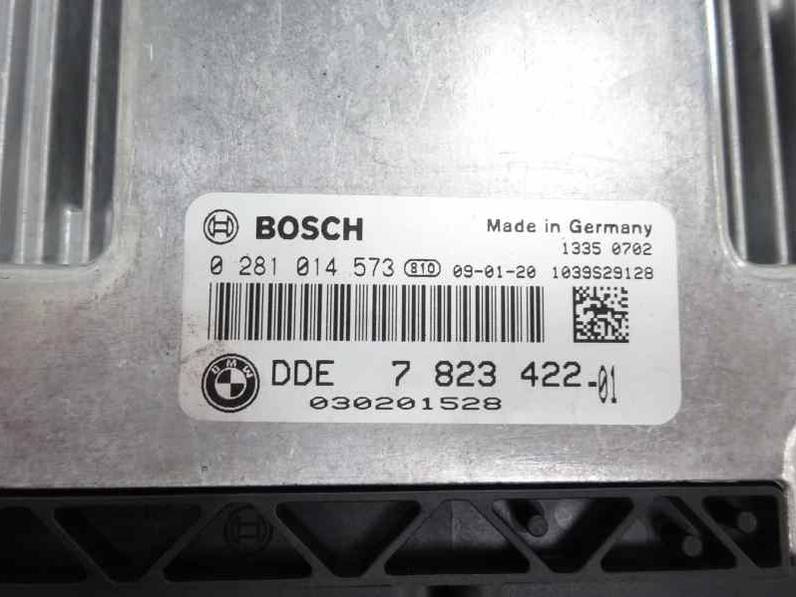 BOSCH
Made in Germany
1335 0702
0 281 014 573 810 09-01-20 1039S29128
BMW DDE 7 823 422-01
030201528